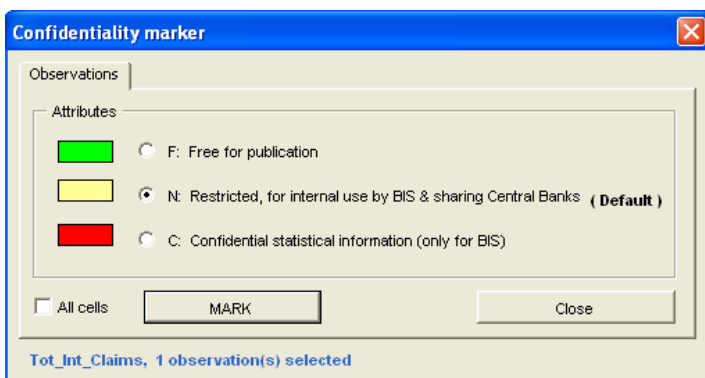 Confidentiality marker
Observations
Attributes
F: Free for publication
N: Restricted, for internal use by BIS & sharing Central Banks ( Default )
C: Confidential statistical information (only for BIS)
All cells MARK Close
Tot_Int_Claims, 1 observation(s) selected